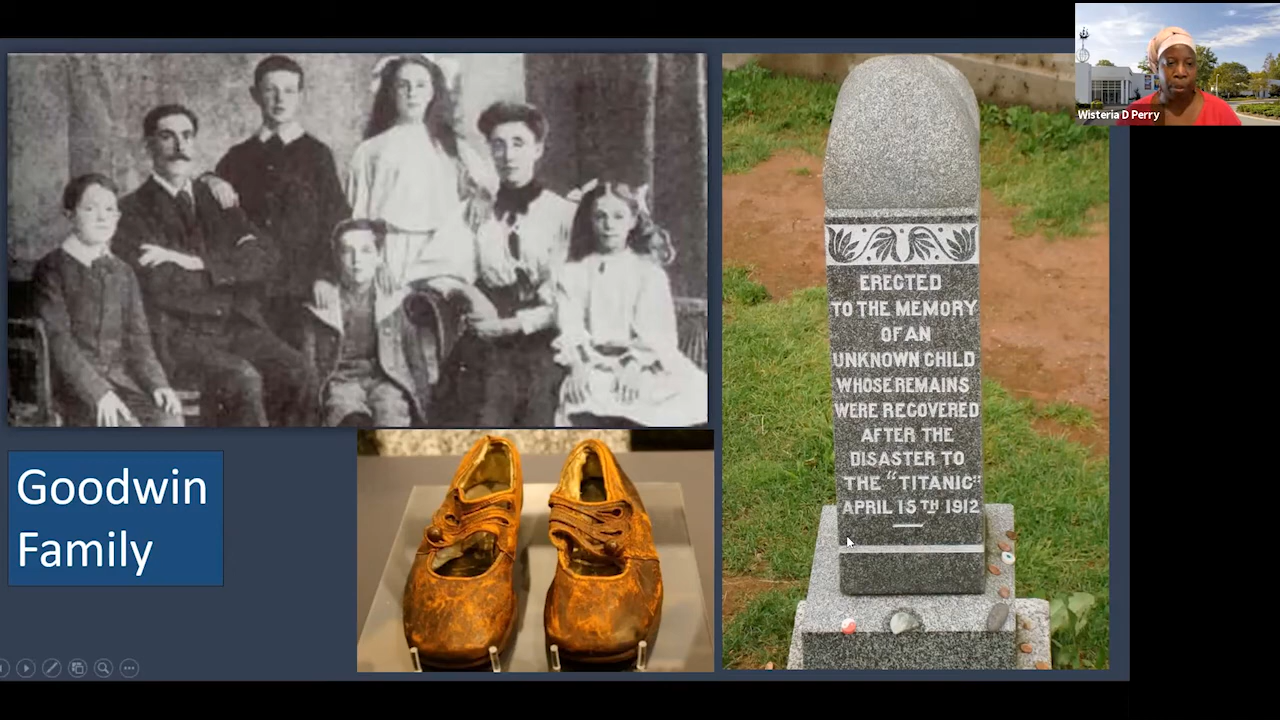 Wisteria D Perry
ERECTED
TO THE MEMORY
OF AN
UNKNOWN CHILD
WHOSE REMAINS
WERE RECOVERED
AFTER THE
DISASTER TO
THE "TITANIC"
APRIL 15TH 1912
Goodwin
Family